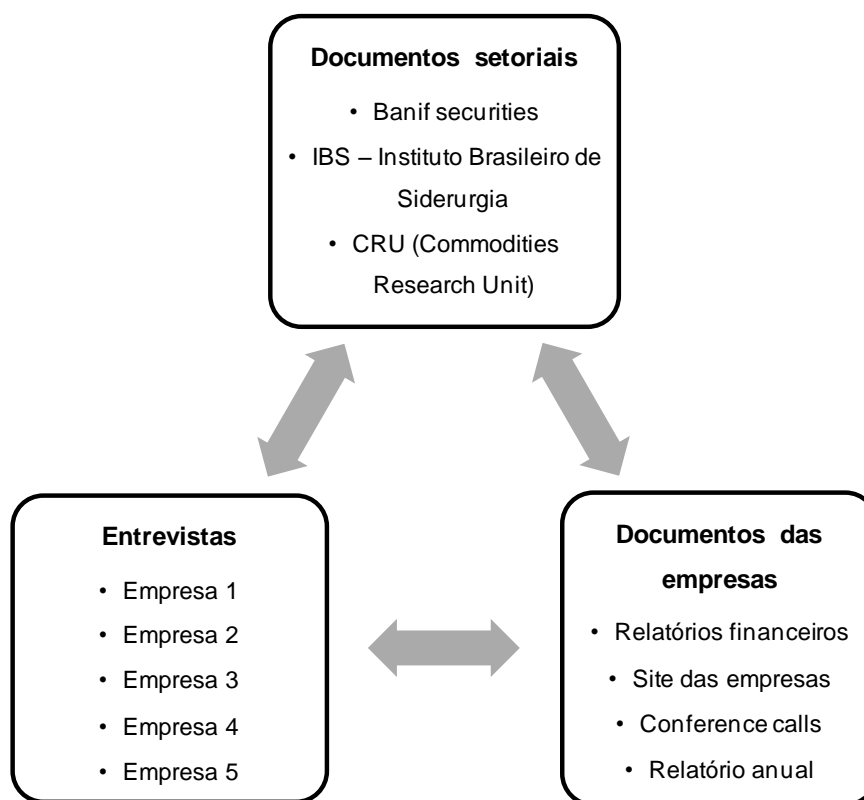 Documentos setoriais
• Banif securities
• IBS – Instituto Brasileiro de
Siderurgia
• CRU (Commodities
Research Unit)
Entrevistas
• Empresa 1
• Empresa 2
• Empresa 3
• Empresa 4
• Empresa 5
Documentos das
empresas
• Relatórios financeiros
• Site das empresas
• Conference calls
• Relatório anual